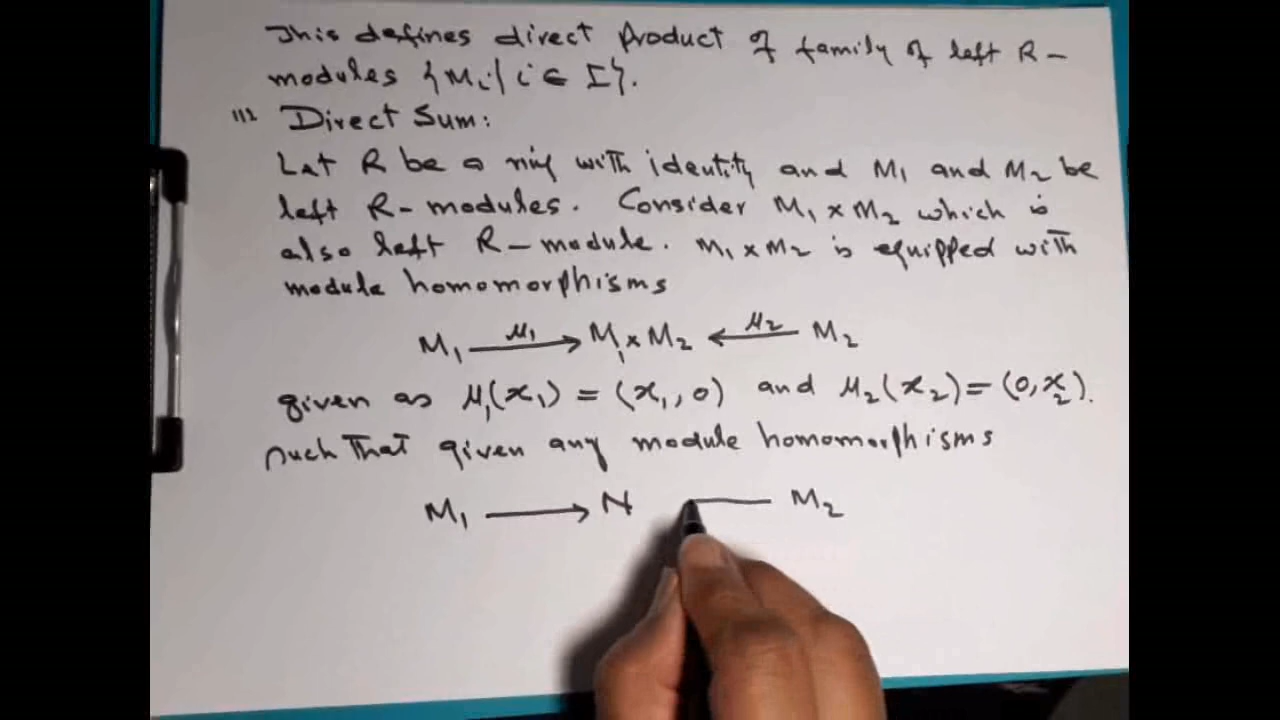 This defines direct product of family of left R-
modules {Mi | i ∈ I}.
Direct Sum:
Let R be a ring with identity and M₁ and M₂ be
left R-modules. Consider M₁ × M₂ which is
also left R-module. M₁ × M₂ is equipped with
module homomorphisms
M₁ —μ₁→ M₁ × M₂ ←μ₂— M₂
given as μ₁(x₁) = (x₁, 0) and μ₂(x₂) = (0, x₂).
such that given any module homomorphisms
M₁ ⟶ N — M₂